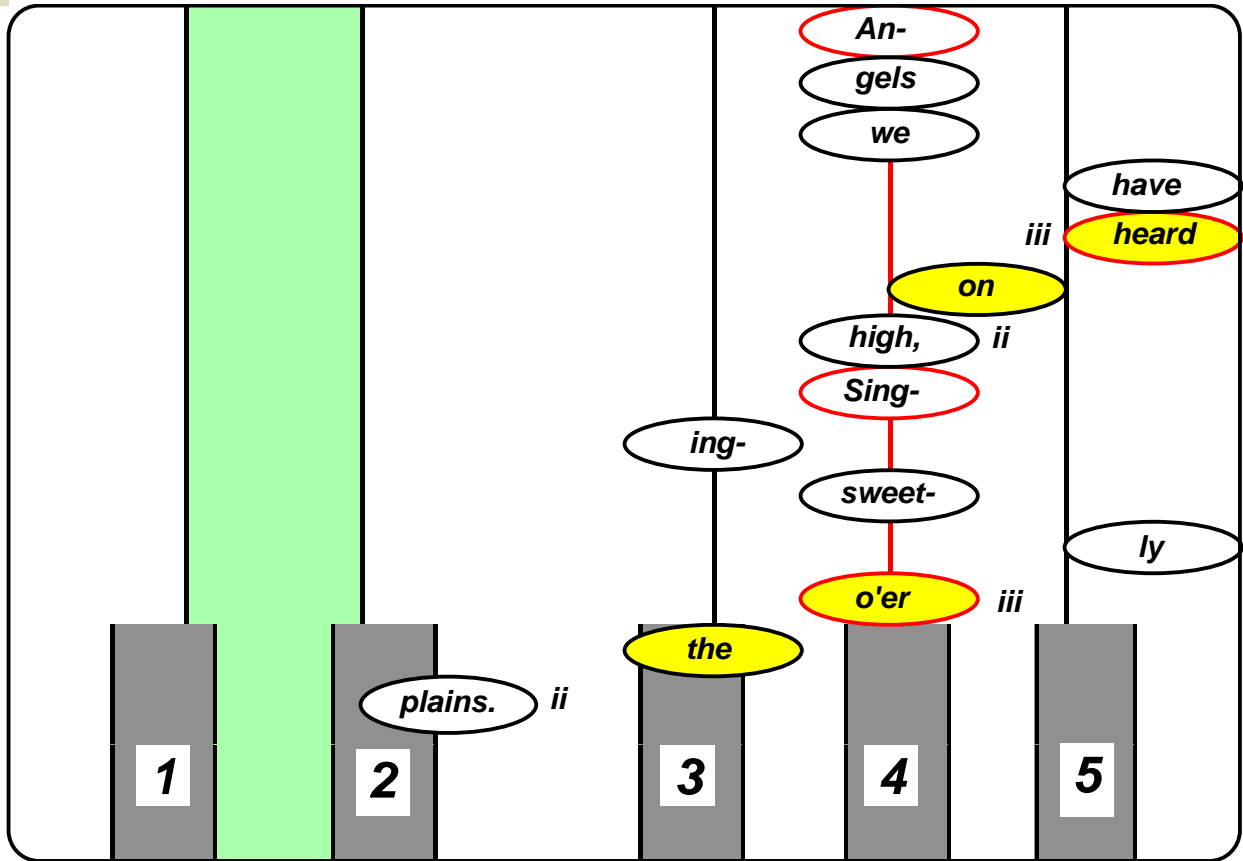 An-
gels
we
have
iii heard
on
high, ii
Sing-
ing-
sweet-
ly
o'er iii
the
plains. ii
1 2 3 4 5